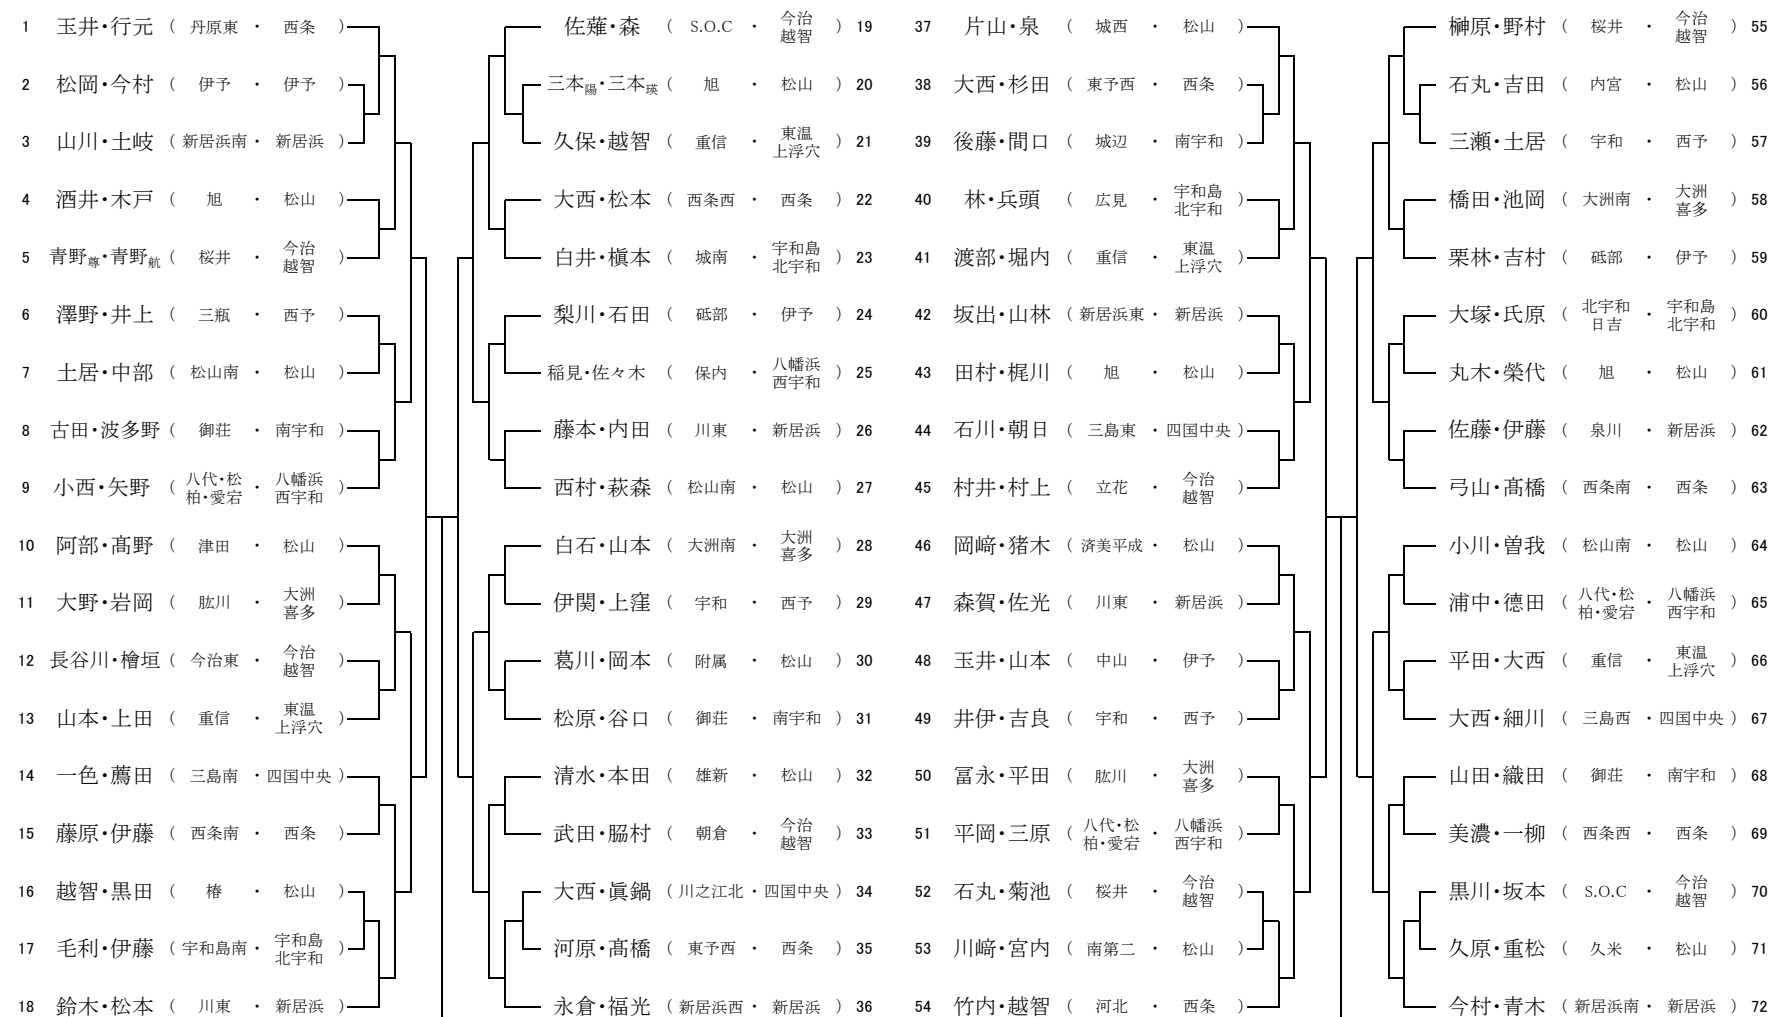 1 玉井・行元 ( 丹原東 ・ 西条 )
2 松岡・今村 ( 伊予 ・ 伊予 )
3 山川・土岐 ( 新居浜南 ・ 新居浜 )
4 酒井・木戸 ( 旭 ・ 松山 )
5 青野尊・青野航 ( 桜井 ・ 今治越智 )
6 澤野・井上 ( 三瓶 ・ 西予 )
7 土居・中部 ( 松山南 ・ 松山 )
8 古田・波多野 ( 御荘 ・ 南宇和 )
9 小西・矢野 ( 八代・松柏・愛宕 ・ 八幡浜西宇和 )
10 阿部・髙野 ( 津田 ・ 松山 )
11 大野・岩岡 ( 肱川 ・ 大洲喜多 )
12 長谷川・檜垣 ( 今治東 ・ 今治越智 )
13 山本・上田 ( 重信 ・ 東温上浮穴 )
14 一色・薦田 ( 三島南 ・ 四国中央 )
15 藤原・伊藤 ( 西条南 ・ 西条 )
16 越智・黒田 ( 椿 ・ 松山 )
17 毛利・伊藤 ( 宇和島南 ・ 宇和島北宇和 )
18 鈴木・松本 ( 川東 ・ 新居浜 )
佐薙・森 ( S.O.C ・ 今治越智 ) 19
三本陽・三本瑛 ( 旭 ・ 松山 ) 20
久保・越智 ( 重信 ・ 東温上浮穴 ) 21
大西・松本 ( 西条西 ・ 西条 ) 22
白井・槇本 ( 城南 ・ 宇和島北宇和 ) 23
梨川・石田 ( 砥部 ・ 伊予 ) 24
稲見・佐々木 ( 保内 ・ 八幡浜西宇和 ) 25
藤本・内田 ( 川東 ・ 新居浜 ) 26
西村・萩森 ( 松山南 ・ 松山 ) 27
白石・山本 ( 大洲南 ・ 大洲喜多 ) 28
伊関・上窪 ( 宇和 ・ 西予 ) 29
葛川・岡本 ( 附属 ・ 松山 ) 30
松原・谷口 ( 御荘 ・ 南宇和 ) 31
清水・本田 ( 雄新 ・ 松山 ) 32
武田・脇村 ( 朝倉 ・ 今治越智 ) 33
大西・眞鍋 ( 川之江北 ・ 四国中央 ) 34
河原・髙橋 ( 東予西 ・ 西条 ) 35
永倉・福光 ( 新居浜西 ・ 新居浜 ) 36
37 片山・泉 ( 城西 ・ 松山 )
38 大西・杉田 ( 東予西 ・ 西条 )
39 後藤・間口 ( 城辺 ・ 南宇和 )
40 林・兵頭 ( 広見 ・ 宇和島北宇和 )
41 渡部・堀内 ( 重信 ・ 東温上浮穴 )
42 坂出・山林 ( 新居浜東 ・ 新居浜 )
43 田村・梶川 ( 旭 ・ 松山 )
44 石川・朝日 ( 三島東 ・ 四国中央 )
45 村井・村上 ( 立花 ・ 今治越智 )
46 岡﨑・猪木 ( 済美平成 ・ 松山 )
47 森賀・佐光 ( 川東 ・ 新居浜 )
48 玉井・山本 ( 中山 ・ 伊予 )
49 井伊・吉良 ( 宇和 ・ 西予 )
50 冨永・平田 ( 肱川 ・ 大洲喜多 )
51 平岡・三原 ( 八代・松柏・愛宕 ・ 八幡浜西宇和 )
52 石丸・菊池 ( 桜井 ・ 今治越智 )
53 川﨑・宮内 ( 南第二 ・ 松山 )
54 竹内・越智 ( 河北 ・ 西条 )
榊原・野村 ( 桜井 ・ 今治越智 ) 55
石丸・吉田 ( 内宮 ・ 松山 ) 56
三瀬・土居 ( 宇和 ・ 西予 ) 57
橋田・池岡 ( 大洲南 ・ 大洲喜多 ) 58
栗林・吉村 ( 砥部 ・ 伊予 ) 59
大塚・氏原 ( 北宇和日吉 ・ 宇和島北宇和 ) 60
丸木・榮代 ( 旭 ・ 松山 ) 61
佐藤・伊藤 ( 泉川 ・ 新居浜 ) 62
弓山・髙橋 ( 西条南 ・ 西条 ) 63
小川・曽我 ( 松山南 ・ 松山 ) 64
浦中・德田 ( 八代・松柏・愛宕 ・ 八幡浜西宇和 ) 65
平田・大西 ( 重信 ・ 東温上浮穴 ) 66
大西・細川 ( 三島西 ・ 四国中央 ) 67
山田・織田 ( 御荘 ・ 南宇和 ) 68
美濃・一柳 ( 西条西 ・ 西条 ) 69
黒川・坂本 ( S.O.C ・ 今治越智 ) 70
久原・重松 ( 久米 ・ 松山 ) 71
今村・青木 ( 新居浜南 ・ 新居浜 ) 72